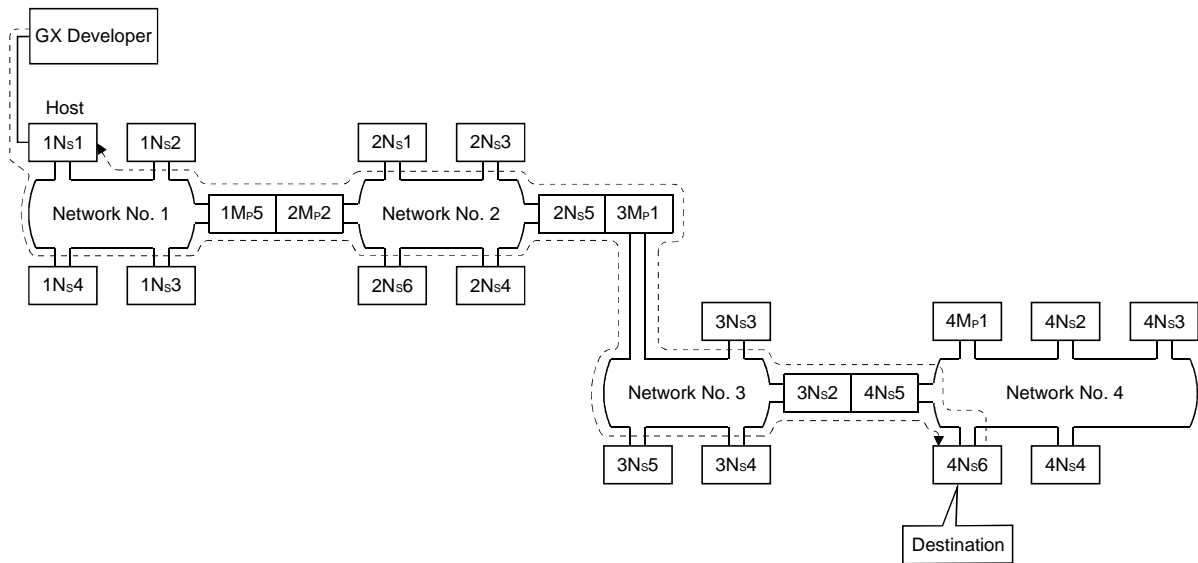 GX Developer
Host
1Ns1
1Ns2
2Ns1
2Ns3
Network No. 1
1MP5
2MP2
Network No. 2
2Ns5
3MP1
1Ns4
1Ns3
2Ns6
2Ns4
3Ns3
4MP1
4Ns2
4Ns3
Network No. 3
3Ns2
4Ns5
Network No. 4
3Ns5
3Ns4
4Ns6
4Ns4
Destination